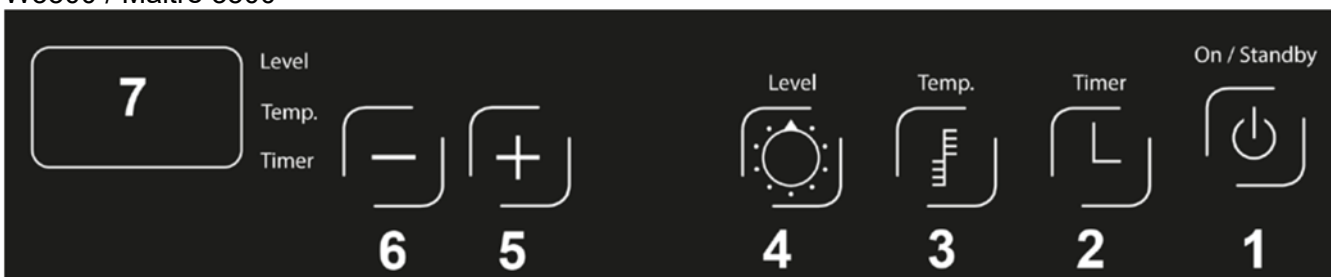 On / Standby
Level
7
Level
Temp.
Timer
Temp.
Timer
6 5 4 3 2 1